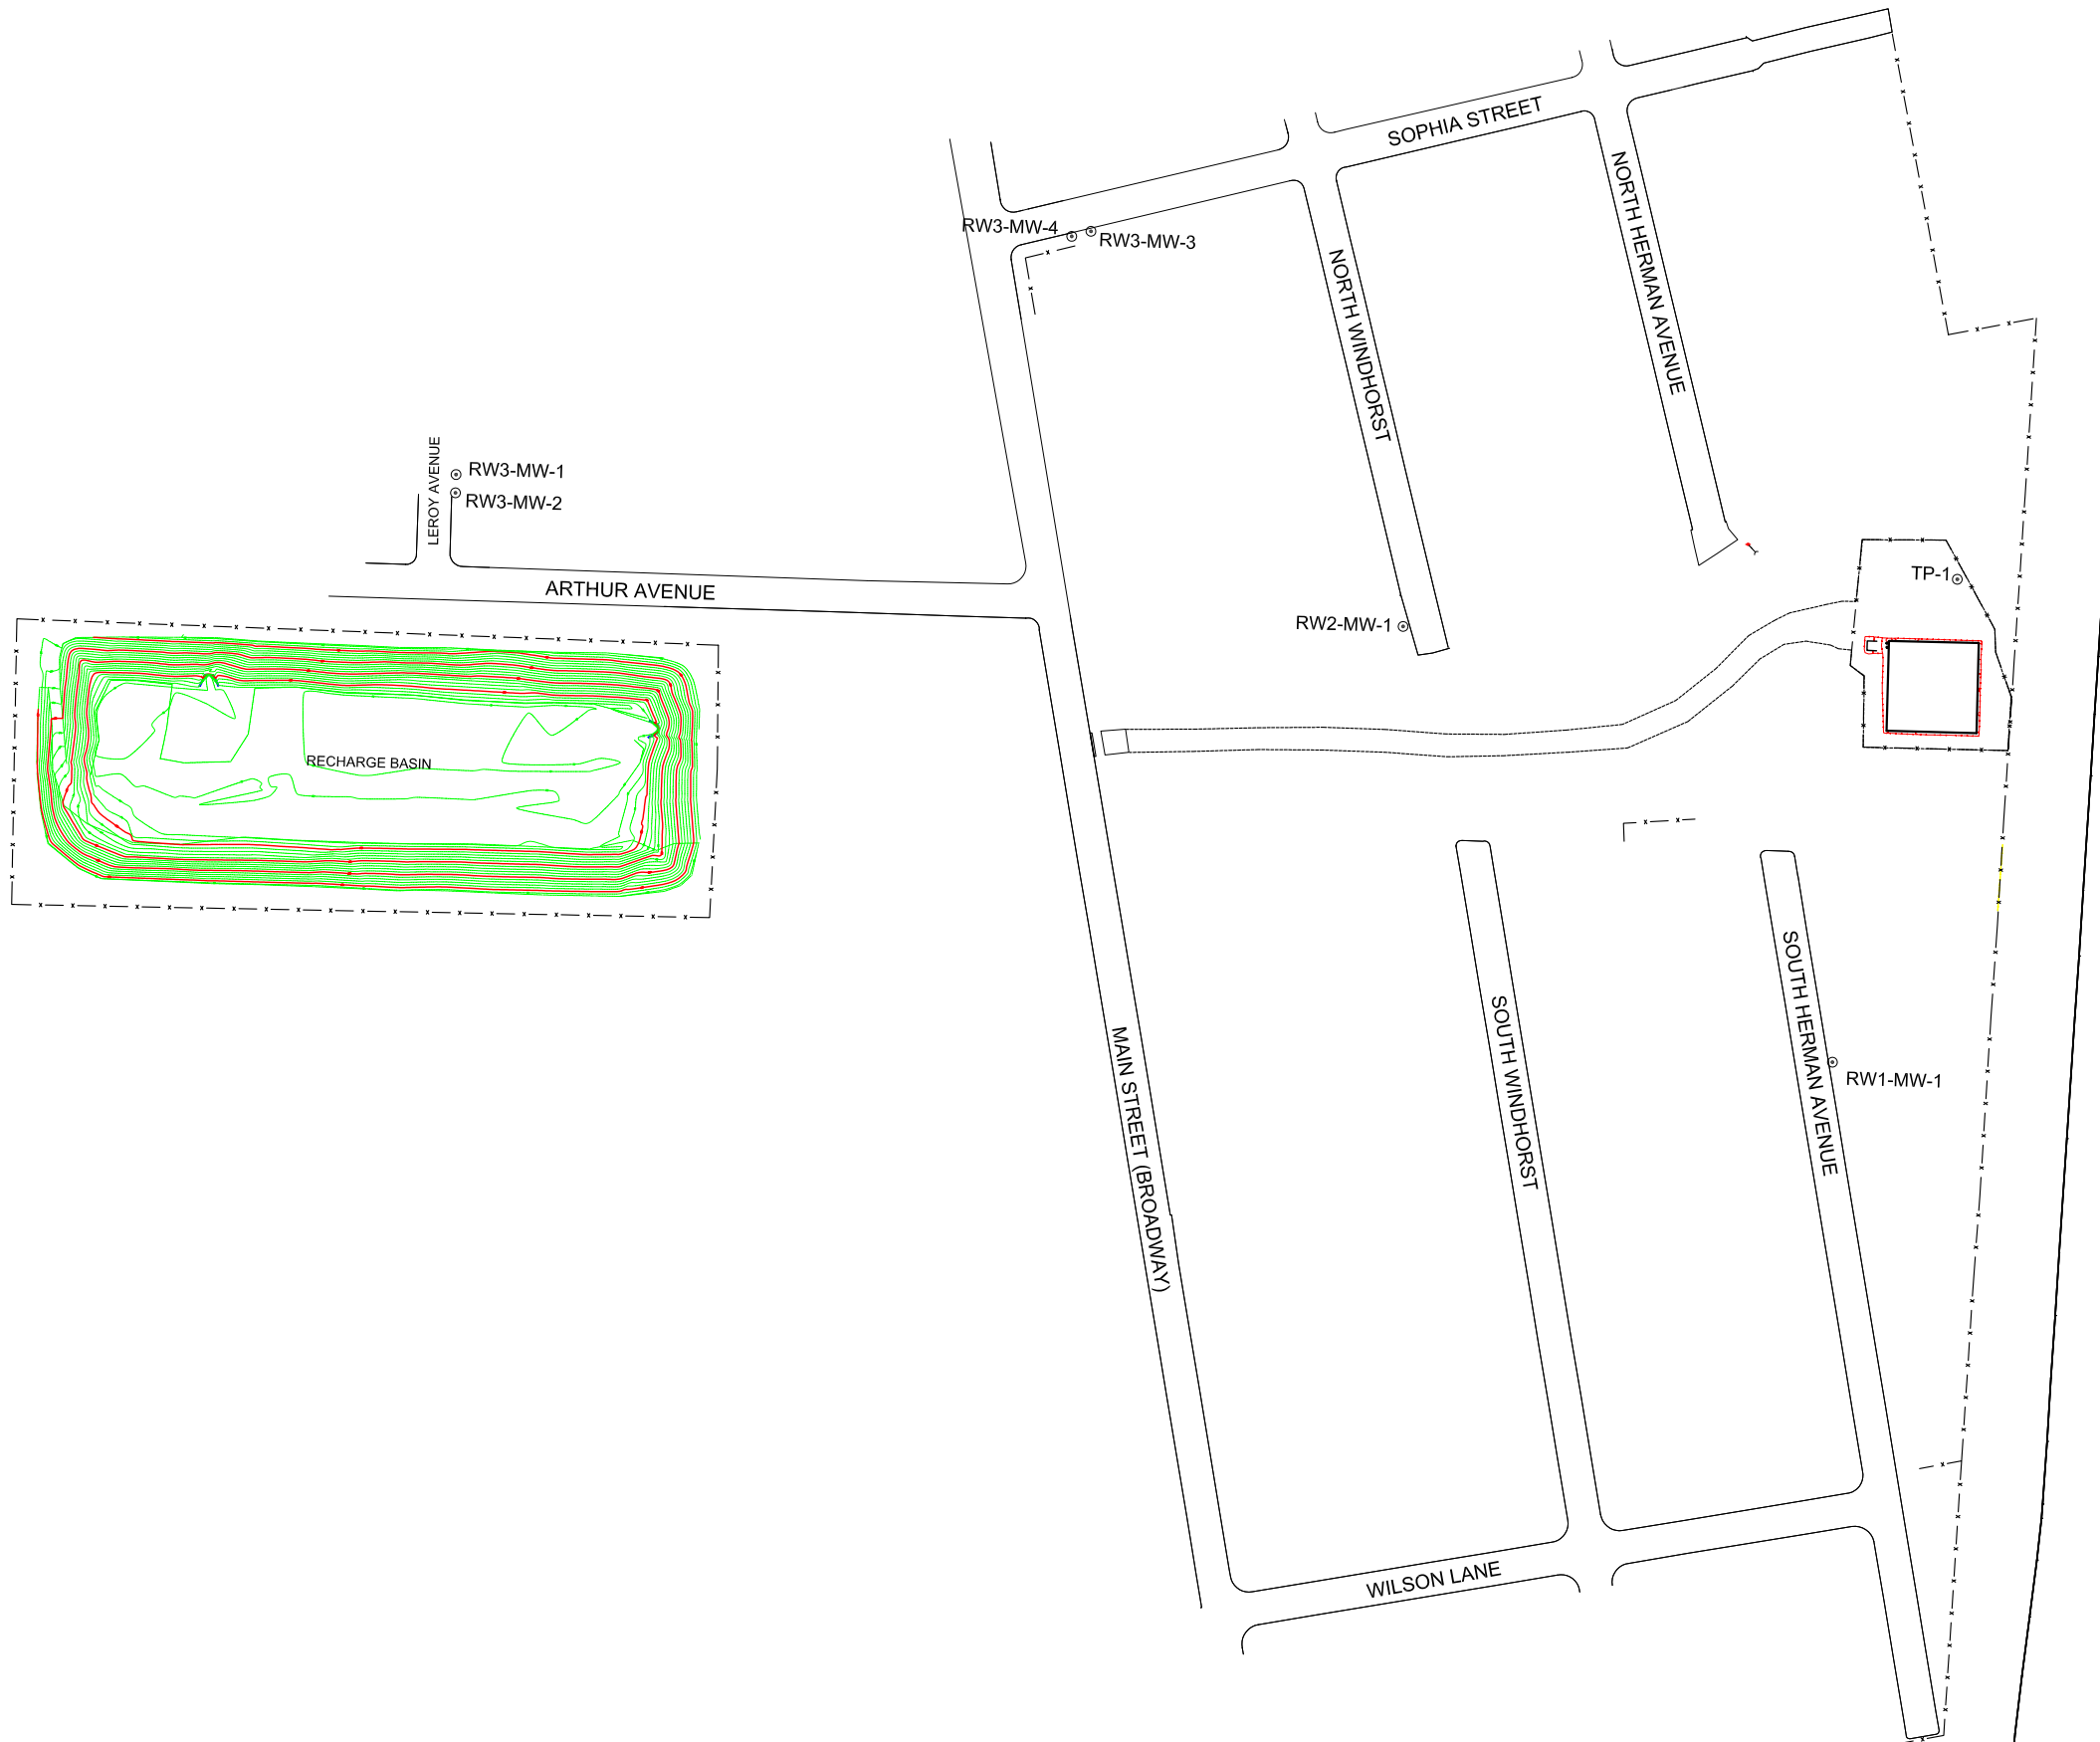 SOPHIA STREET
NORTH HERMAN AVENUE
RW3-MW-4
RW3-MW-3
NORTH WINDHORST
LEROY AVENUE
RW3-MW-1
RW3-MW-2
ARTHUR AVENUE
TP-1
RW2-MW-1
RECHARGE BASIN
SOUTH HERMAN AVENUE
SOUTH WINDHORST
MAIN STREET (BROADWAY)
RW1-MW-1
WILSON LANE